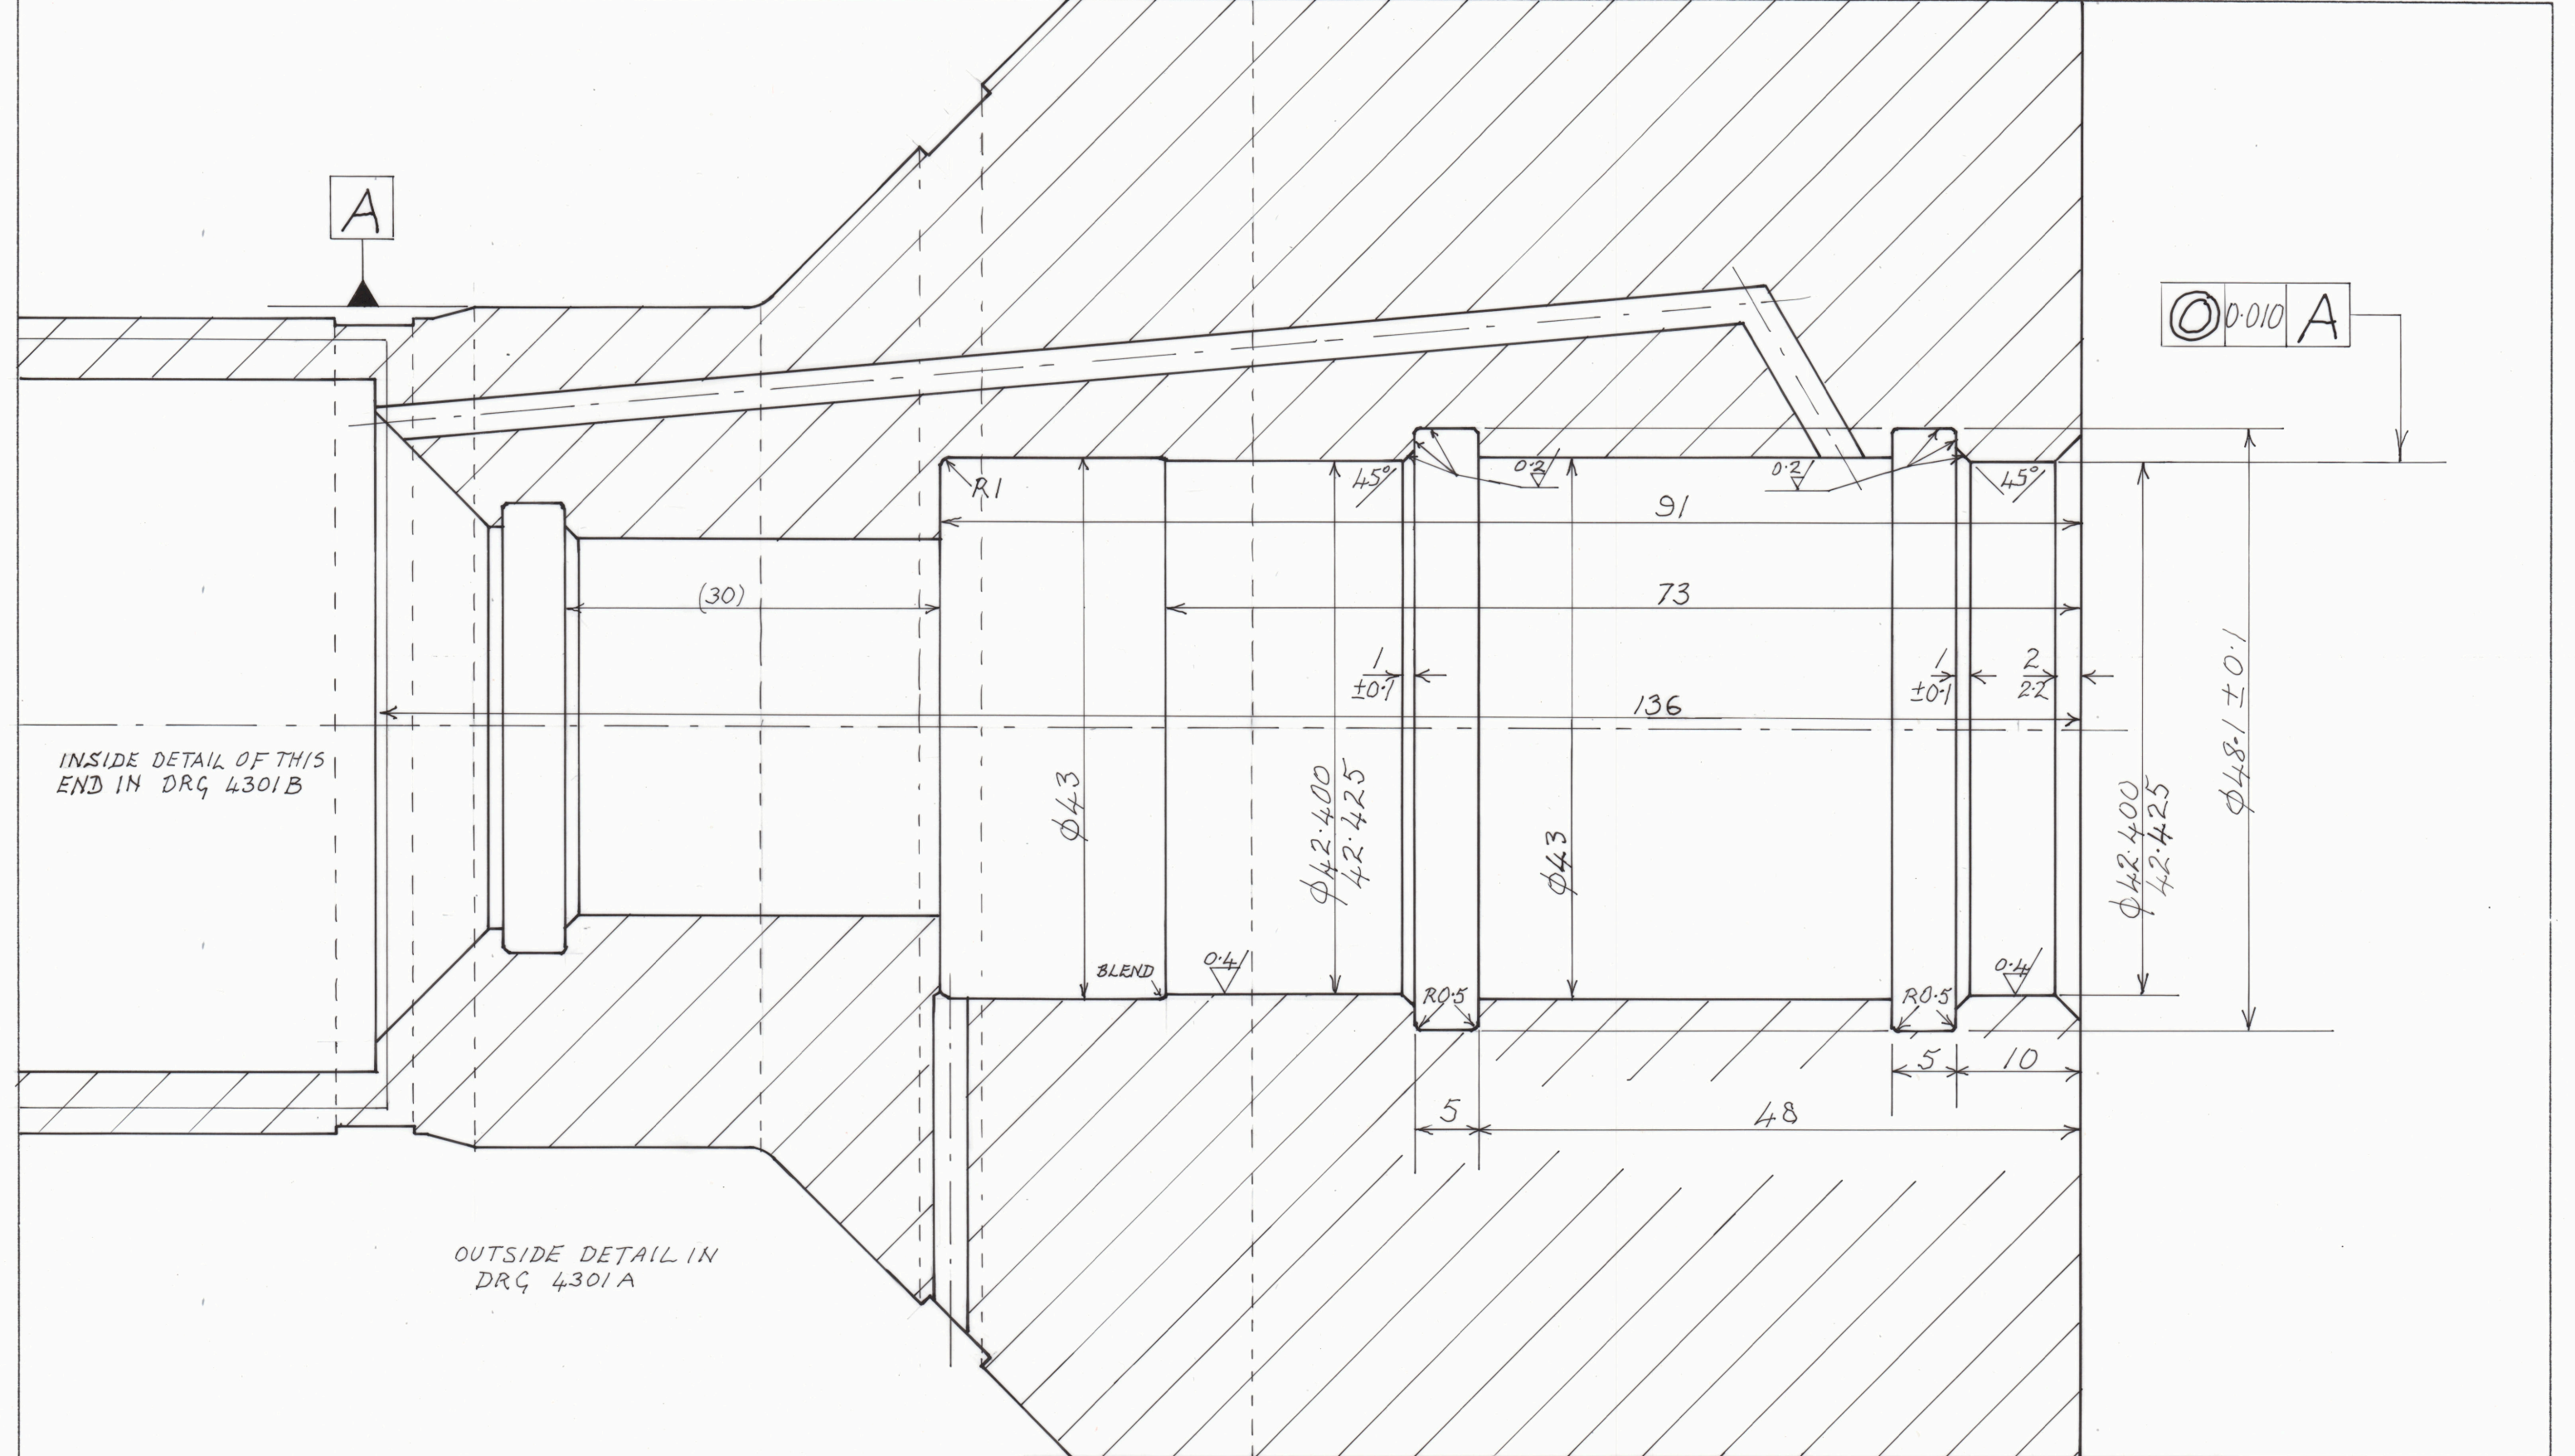 A
0.010 A
R1
45°
0.2
0.2
45°
91
(30)
73
1
±0.1
1
±0.1
2
2.2
136
INSIDE DETAIL OF THIS
END IN DRG 4301B
φ43
φ42.400
42.425
φ43
φ42.400
42.425
φ48.1 ±0.1
BLEND
0.4
0.4
R0.5
R0.5
5
10
5
48
OUTSIDE DETAIL IN
DRG 4301A